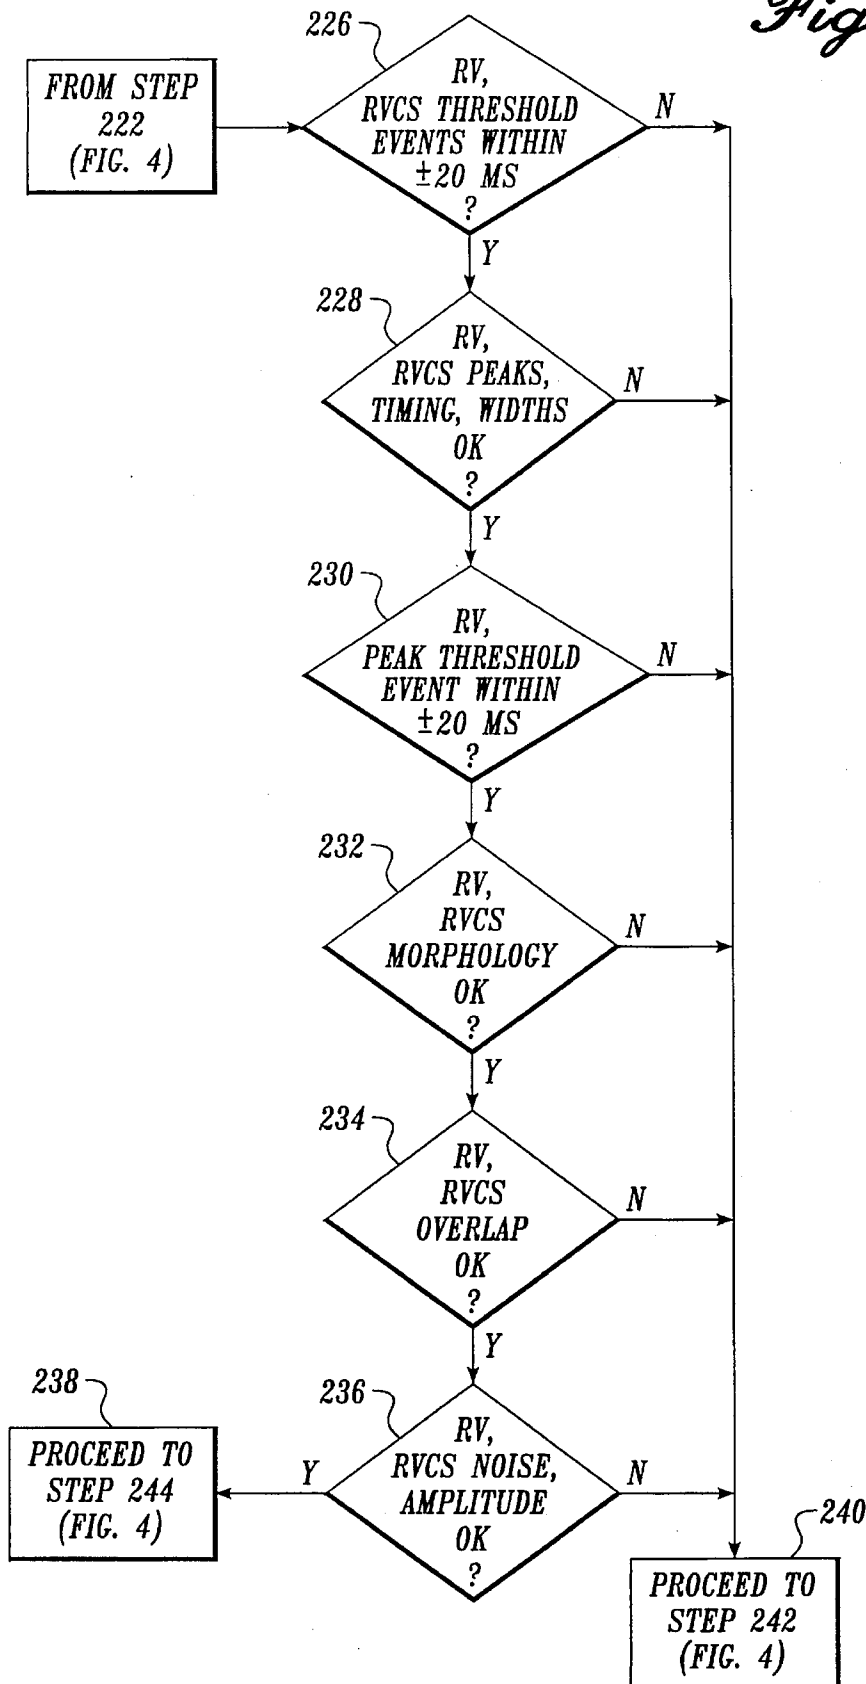 Fig
226
FROM STEP
222
(FIG. 4)
RV,
RVCS THRESHOLD
EVENTS WITHIN
±20 MS
?
N
Y
228
RV,
RVCS PEAKS,
TIMING, WIDTHS
OK
?
N
Y
230
RV,
PEAK THRESHOLD
EVENT WITHIN
±20 MS
?
N
Y
232
RV,
RVCS
MORPHOLOGY
OK
?
N
Y
234
RV,
RVCS
OVERLAP
OK
?
N
Y
238
236
PROCEED TO
STEP 244
(FIG. 4)
Y
RV,
RVCS NOISE,
AMPLITUDE
OK
?
N
240
PROCEED TO
STEP 242
(FIG. 4)